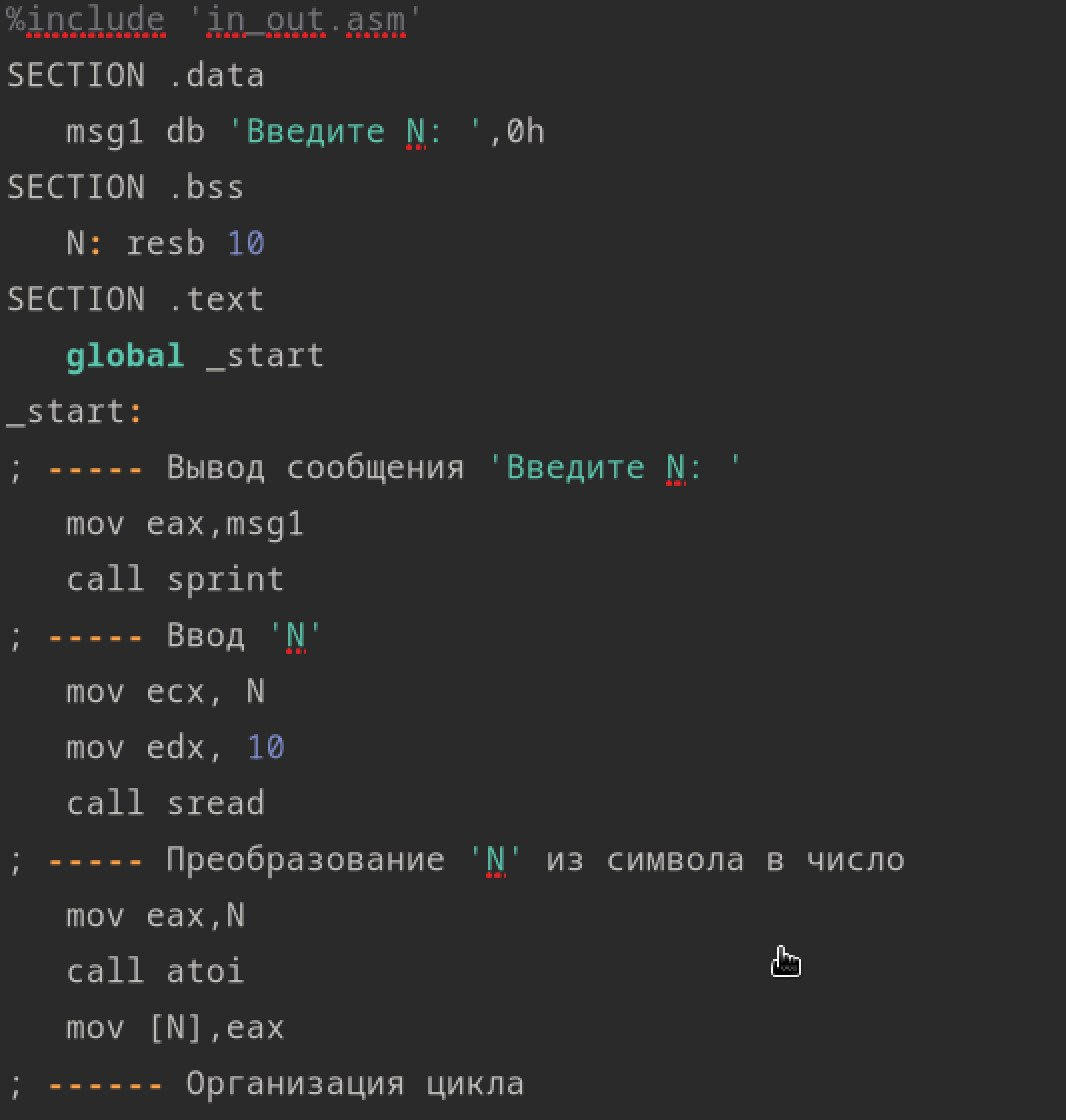 %include 'in_out.asm'
SECTION .data
msg1 db 'Введите N: ',0h
SECTION .bss
N: resb 10
SECTION .text
global _start
_start:
; ----- Вывод сообщения 'Введите N: '
mov eax,msg1
call sprint
; ----- Ввод 'N'
mov ecx, N
mov edx, 10
call sread
; ----- Преобразование 'N' из символа в число
mov eax,N
call atoi
mov [N],eax
; ------ Организация цикла